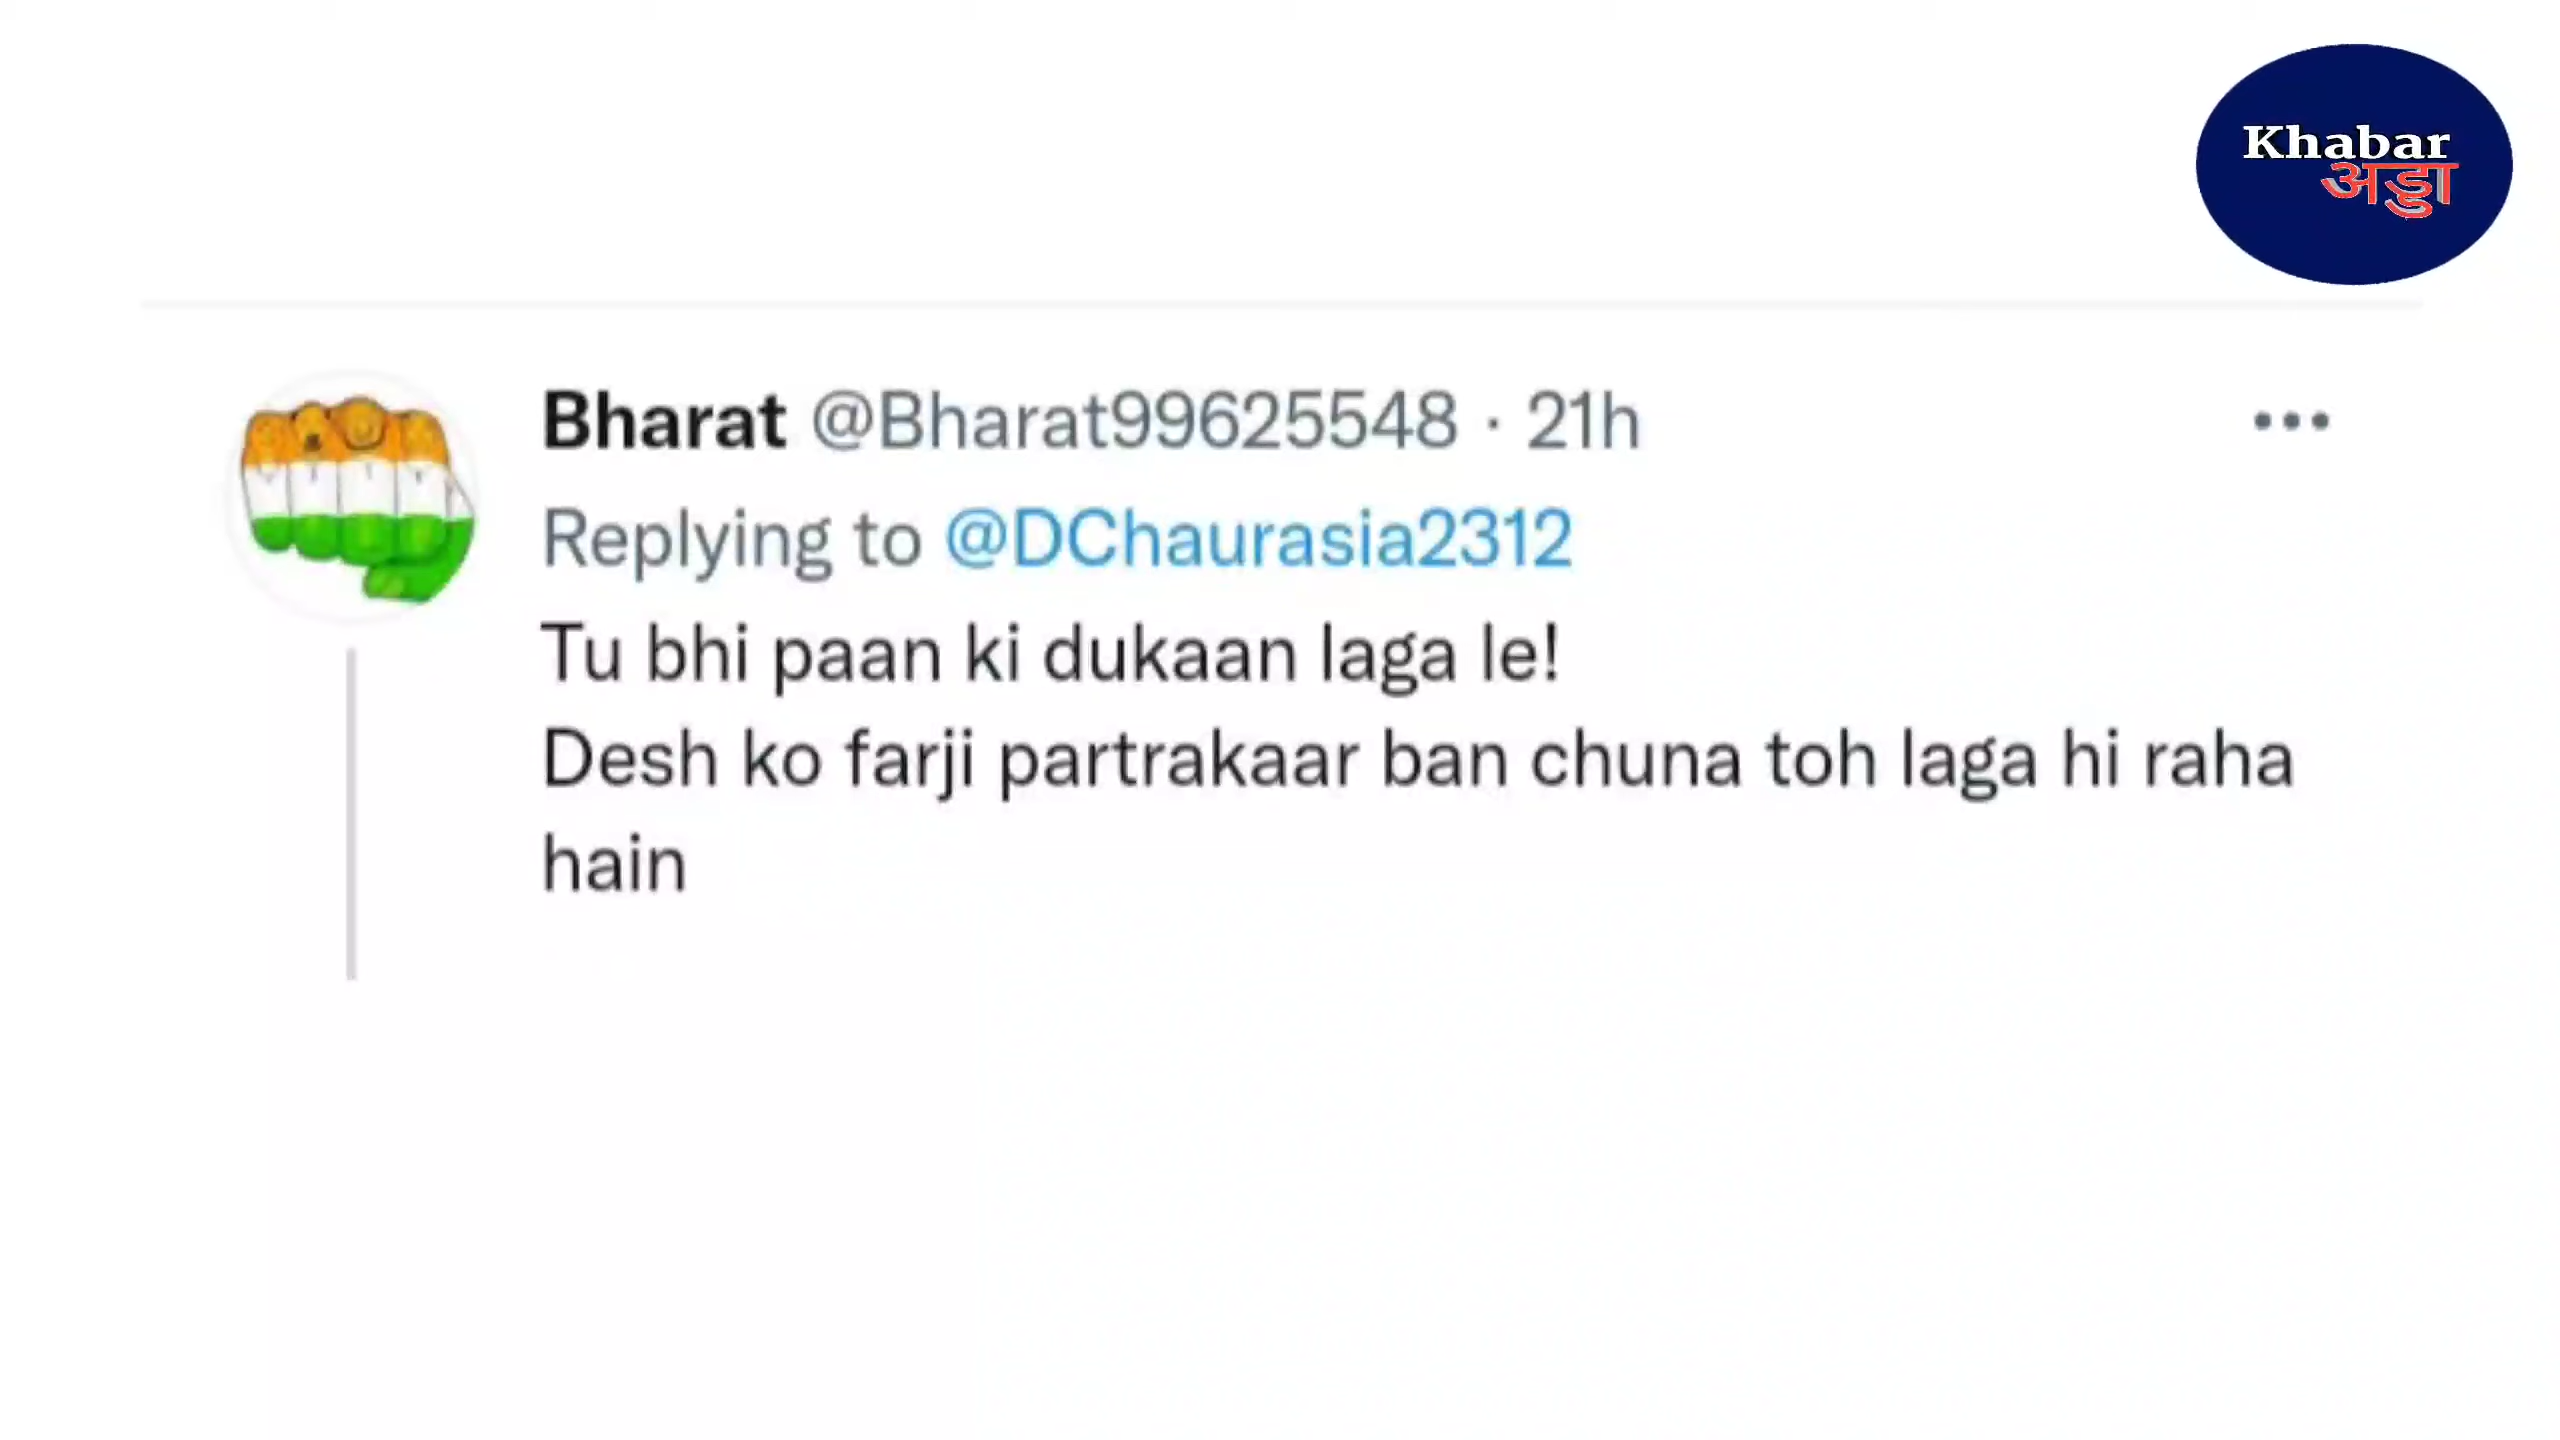 Khabar
अड्डा
Bharat @Bharat99625548 · 21h
Replying to @DChaurasia2312
Tu bhi paan ki dukaan laga le!
Desh ko farji partrakaar ban chuna toh laga hi raha
hain